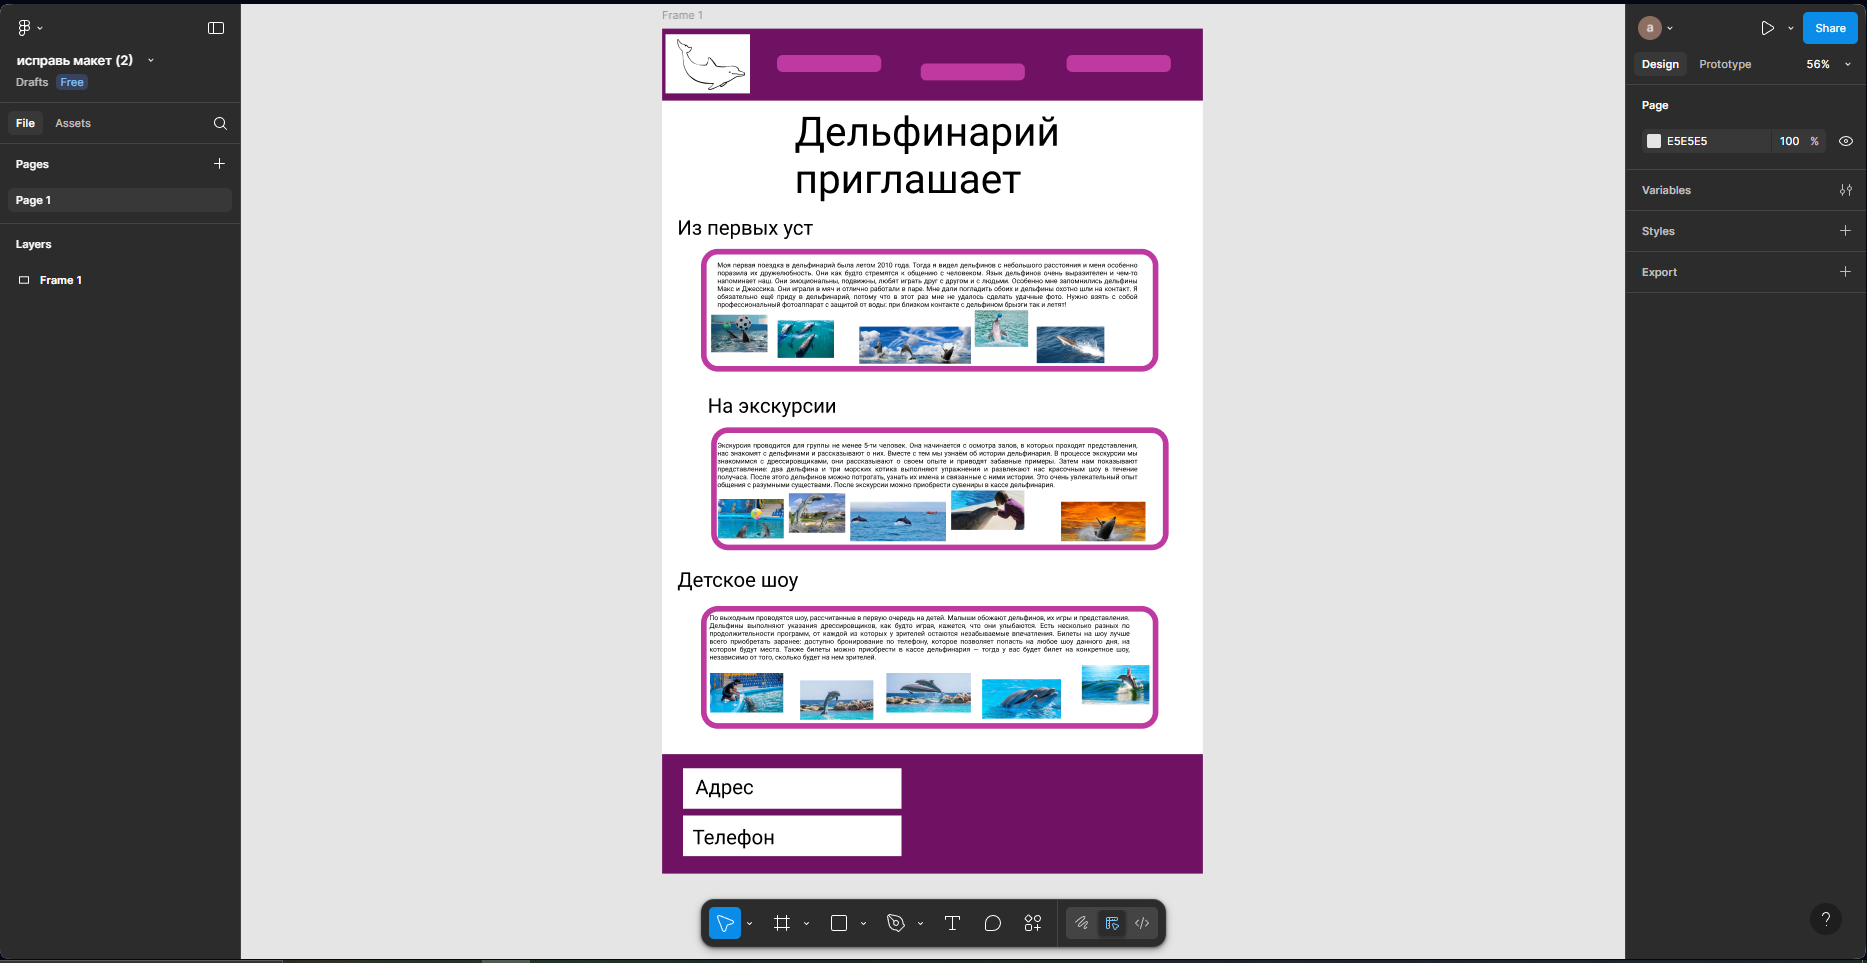 Frame 1
a
Share
исправь макет (2)
Drafts Free
Design Prototype 56%
File Assets
Page
Pages
E5E5E5 100 %
Page 1
Variables
Layers
Styles
Frame 1
Export
Дельфинарий
приглашает
Из первых уст
Моя первая поездка в дельфинарий была летом 2010 года. Тогда я видел дельфинов с небольшого расстояния и меня особенно
поразила их дружелюбность. Они как будто стремятся к общению с человеком. Язык дельфинов очень выразителен и чем-то
напоминает наш. Они эмоциональны, подвижны, любят играть друг с другом и с людьми. Особенно мне запомнились дельфины
Макс и Джессика. Они играли в мяч и отлично работали в паре. Мне дали погладить обоих и дельфины охотно шли на контакт. Я
обязательно ещё приду в дельфинарий, потому что в этот раз мне не удалось сделать удачные фото. Нужно взять с собой
профессиональный фотоаппарат с защитой от воды: при близком контакте с дельфином брызги так и летят!
На экскурсии
Экскурсия проводится для группы не менее 5-ти человек. Она начинается с осмотра залов, в которых проходят представления,
нас знакомят с дельфинами и рассказывают о них. Вместе с тем мы узнаём об истории дельфинария. В процессе экскурсии мы
знакомимся с дрессировщиками, они рассказывают о своем опыте и приводят забавные примеры. Затем нам показывают
представление: два дельфина и три морских котика выполняют упражнения и развлекают нас красочным шоу в течение
получаса. После этого дельфинов можно потрогать, узнать их имена и связанные с ними истории. Это очень увлекательный опыт
общения с разумными существами. После экскурсии можно приобрести сувениры в кассе дельфинария.
Детское шоу
По выходным проводятся шоу, рассчитанные в первую очередь на детей. Малыши обожают дельфинов, их игры и представления.
Дельфины выполняют указания дрессировщиков, как будто играя, кажется, что они улыбаются. Есть несколько разных по
продолжительности программ, от каждой из которых у зрителей остаются незабываемые впечатления. Билеты на шоу лучше
всего приобретать заранее: доступно бронирование по телефону, которое позволяет попасть на любое шоу данного дня, на
котором будут места. Также билеты можно приобрести в кассе дельфинария — тогда у вас будет билет на конкретное шоу,
независимо от того, сколько будет на нем зрителей.
Адрес
Телефон